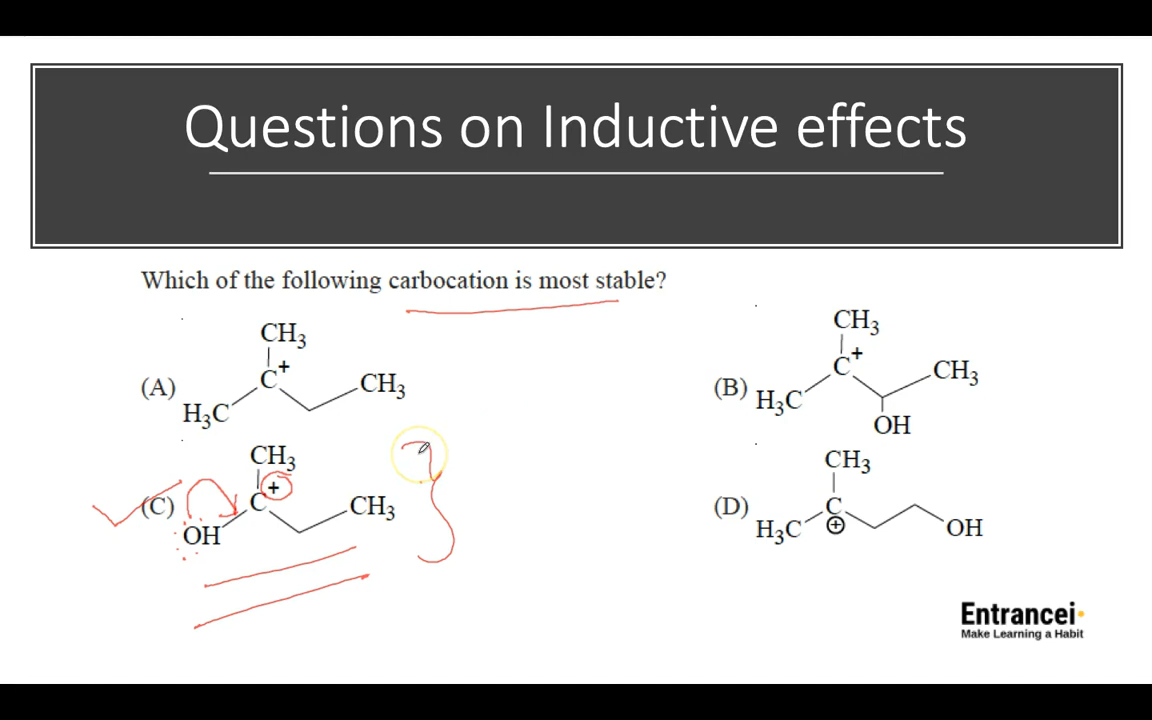 Questions on Inductive effects
Which of the following carbocation is most stable?
(A)
CH3
C+
H3C
CH3
(B)
CH3
C+
H3C
CH3
OH
(C)
CH3
C+
OH
CH3
(D)
CH3
C
+
H3C
OH
Entrancei
Make Learning a Habit